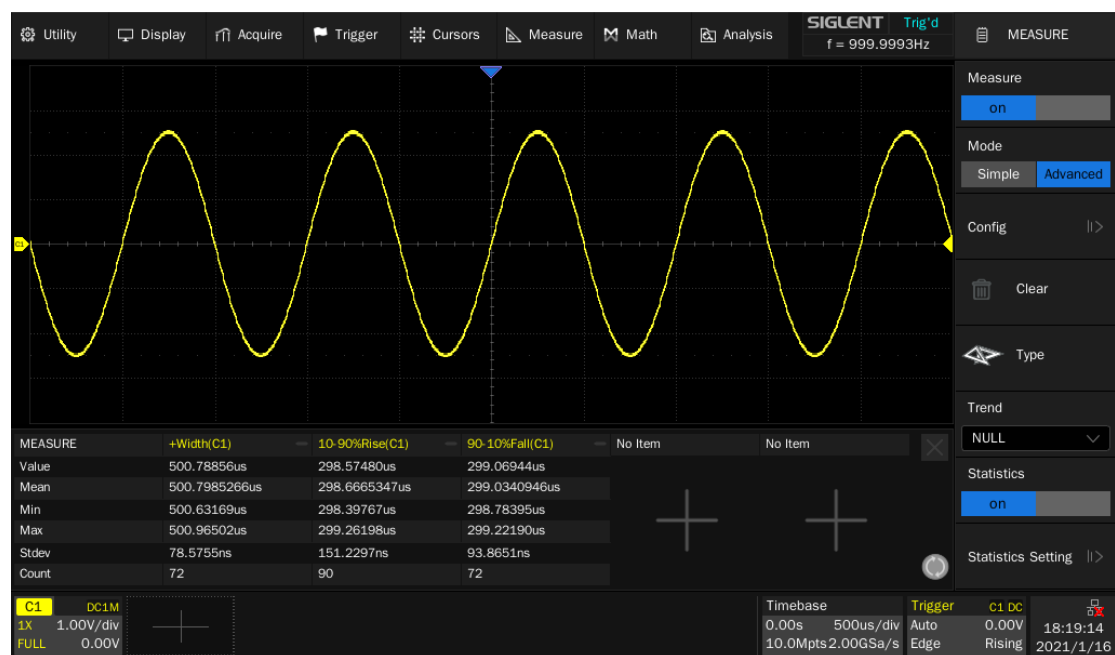 Utility Display Acquire Trigger Cursors Measure Math Analysis SIGLENT Trig'd MEASURE
f = 999.9993Hz
Measure
on
Mode
Simple Advanced
C1
Config
Clear
Type
Trend
MEASURE +Width(C1) 10-90%Rise(C1) 90-10%Fall(C1) No Item No Item
NULL
Value 500.78856us 298.57480us 299.06944us
Mean 500.7985266us 298.6665347us 299.0340946us
Statistics
Min 500.63169us 298.39767us 298.78395us
on
Max 500.96502us 299.26198us 299.22190us
Stdev 78.5755ns 151.2297ns 93.8651ns
Statistics Setting
Count 72 90 72
C1 DC1M Timebase Trigger C1 DC
1X 1.00V/div 0.00s 500us/div Auto 0.00V 18:19:14
FULL 0.00V 10.0Mpts 2.00GSa/s Edge Rising 2021/1/16